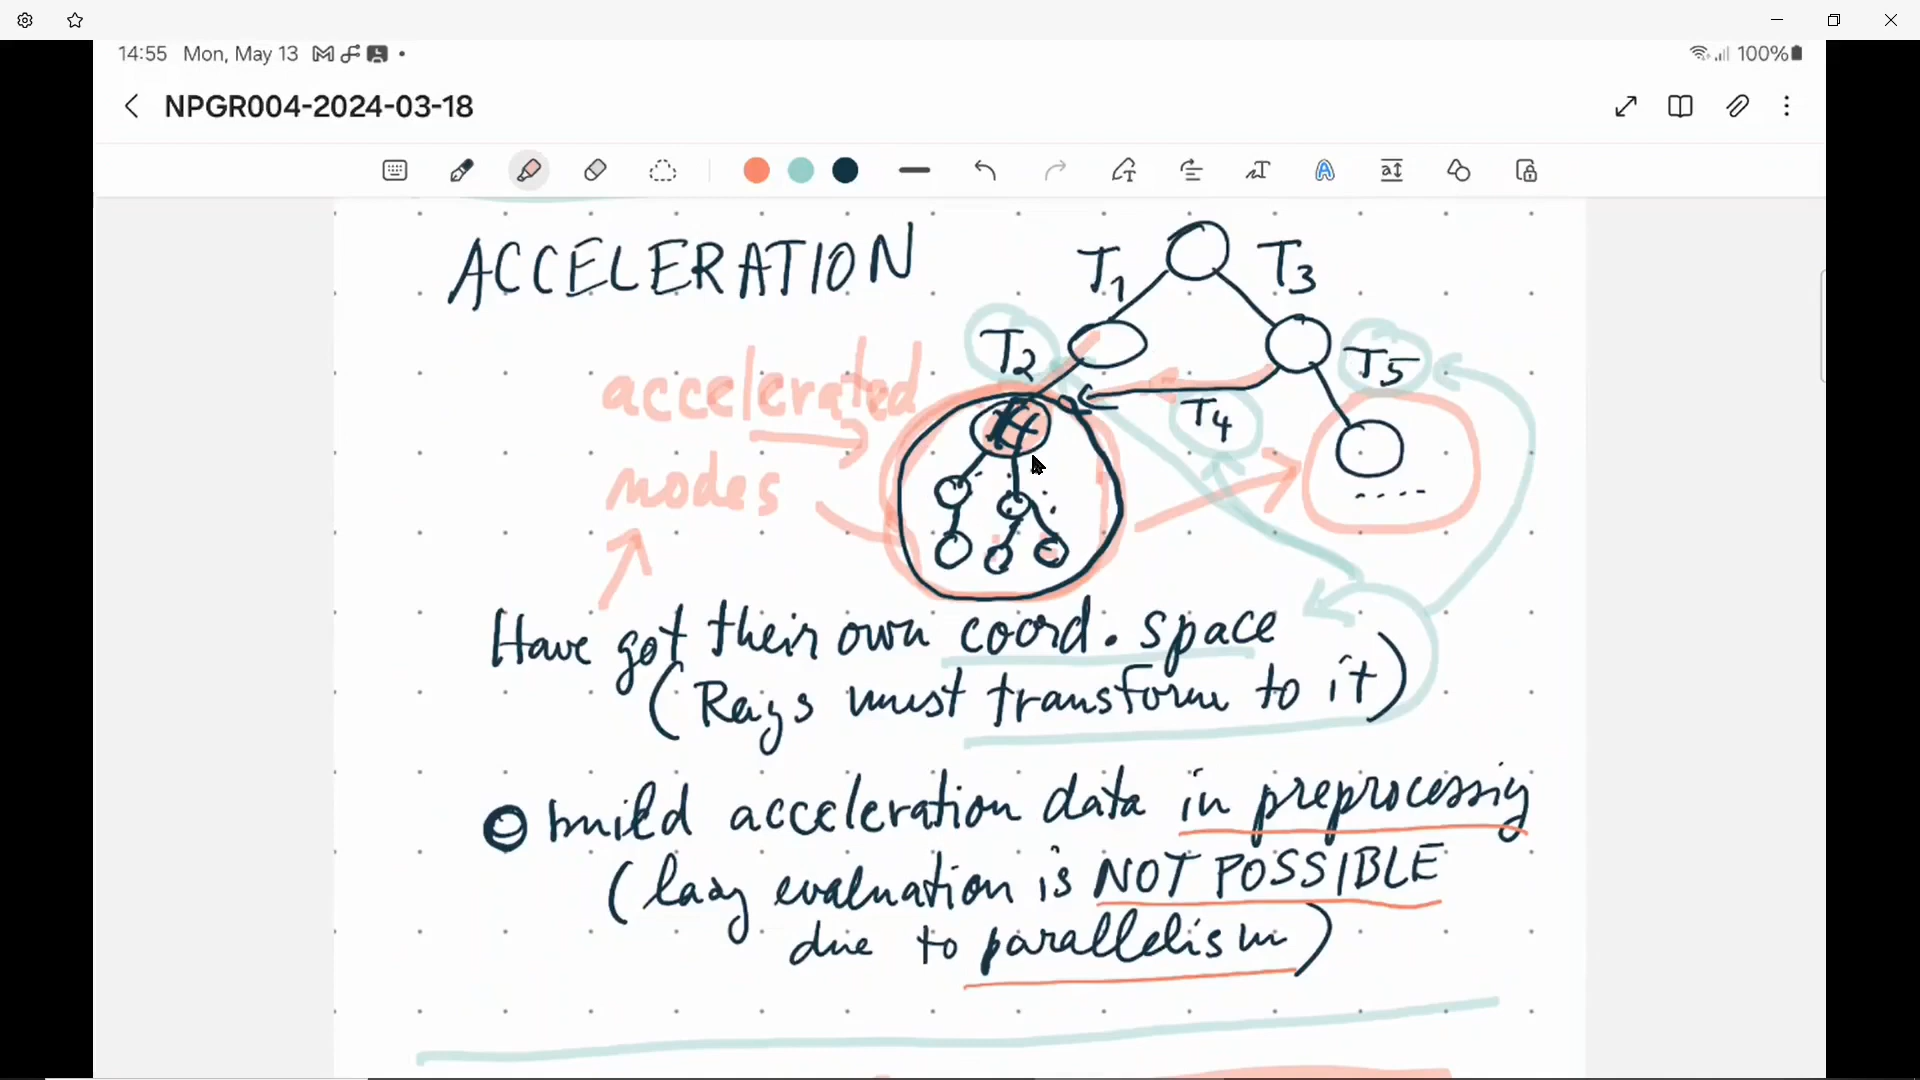 14:55 Mon, May 13
100%
NPGR004-2024-03-18
ACCELERATION
T1
T3
T2
T5
T4
accelerated
nodes
Have got their own coord. space
(Rays must transform to it)
build acceleration data in preprocessig
(lazy evaluation is NOT POSSIBLE
due to parallelism)